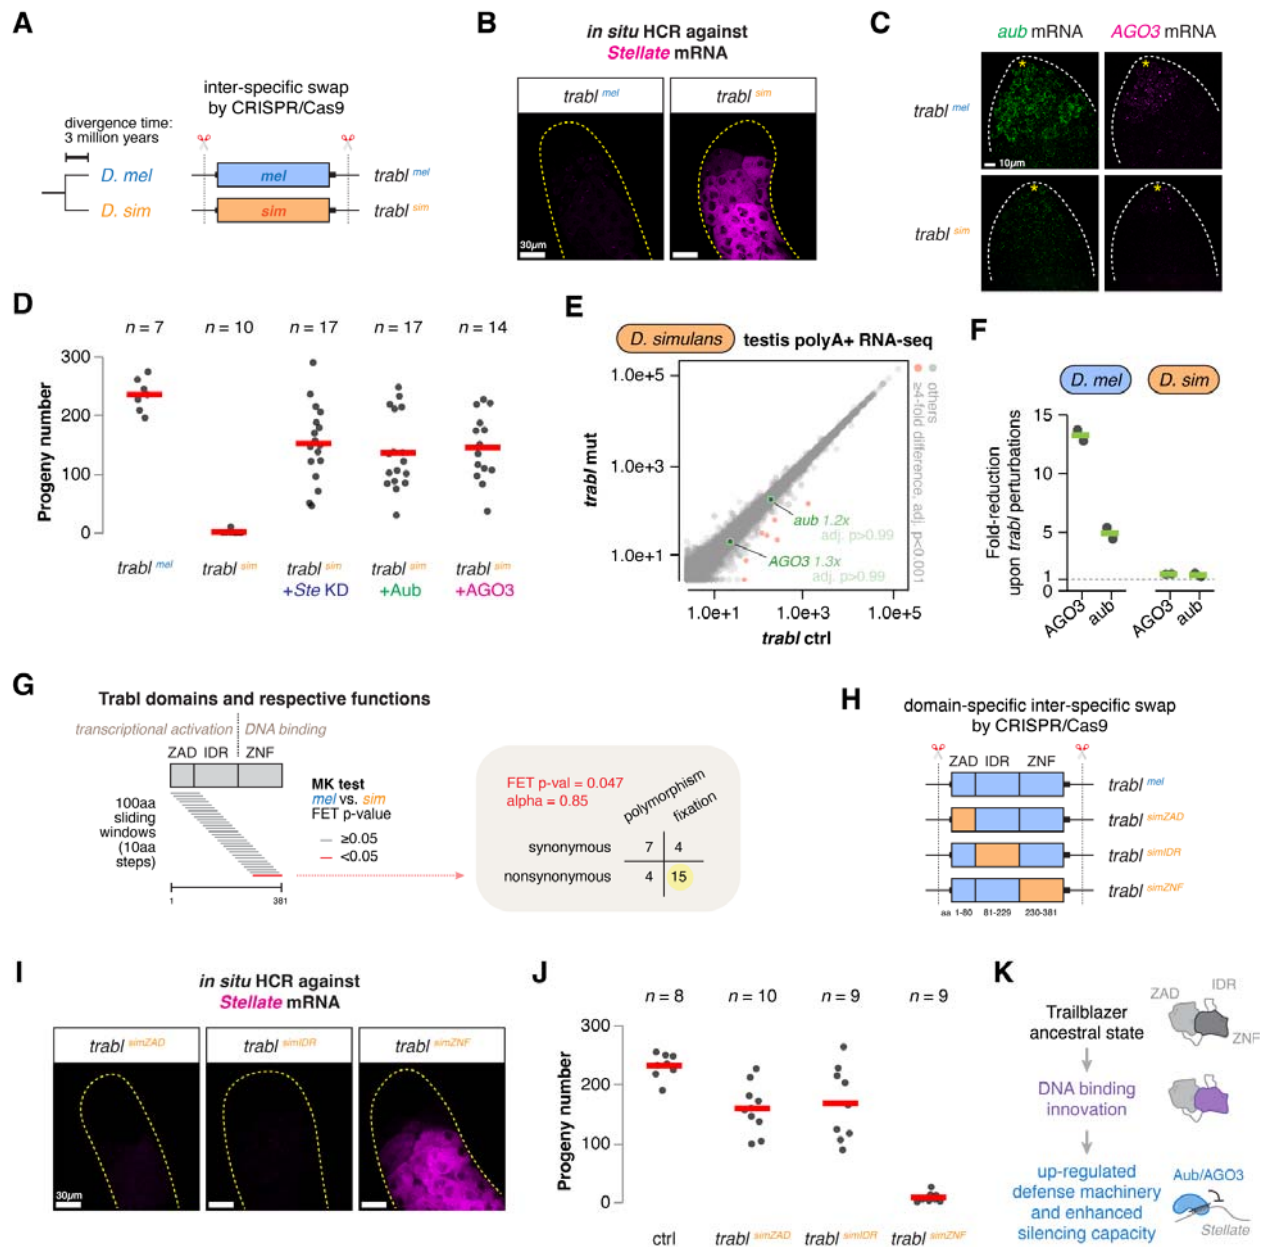 A
inter-specific swap
by CRISPR/Cas9
divergence time:
3 million years
D. mel
mel
trabl mel
D. sim
sim
trabl sim
B
in situ HCR against
Stellate mRNA
trabl mel
trabl sim
30µm
C
aub mRNA
AGO3 mRNA
trabl mel
10µm
trabl sim
D
n = 7
n = 10
n = 17
n = 17
n = 14
Progeny number
300
200
100
0
trabl mel
trabl sim
trabl sim
+Ste KD
trabl sim
+Aub
trabl sim
+AGO3
E
D. simulans
testis polyA+ RNA-seq
trabl mut
1.0e+5
1.0e+3
1.0e+1
aub 1.2x
adj. p>0.99
AGO3 1.3x
adj. p>0.99
others
≥4-fold difference, adj. p<0.001
1.0e+1
1.0e+3
1.0e+5
trabl ctrl
F
D. mel
D. sim
Fold-reduction
upon trabl perturbations
15
10
5
1
0
AGO3
aub
AGO3
aub
G
Trabl domains and respective functions
transcriptional activation
DNA binding
ZAD
IDR
ZNF
100aa
sliding
windows
(10aa
steps)
MK test
mel vs. sim
FET p-value
≥0.05
<0.05
1
381
FET p-val = 0.047
alpha = 0.85
polymorphism
fixation
synonymous
7
4
nonsynonymous
4
15
H
domain-specific inter-specific swap
by CRISPR/Cas9
ZAD
IDR
ZNF
trabl mel
trabl simZAD
trabl simIDR
trabl simZNF
aa
1-80
81-229
230-381
I
in situ HCR against
Stellate mRNA
trabl simZAD
trabl simIDR
trabl simZNF
30µm
J
n = 8
n = 10
n = 9
n = 9
Progeny number
300
200
100
0
ctrl
trabl simZAD
trabl simIDR
trabl simZNF
K
Trailblazer
ancestral state
ZAD
IDR
ZNF
DNA binding
innovation
up-regulated
defense machinery
and enhanced
silencing capacity
Aub/AGO3
Stellate